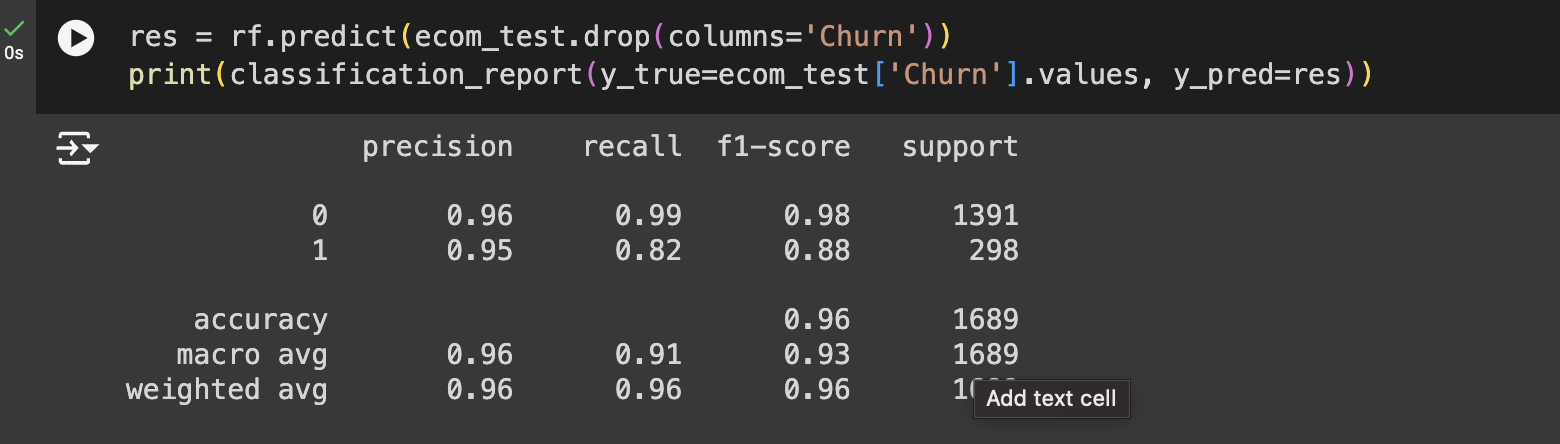 res = rf.predict(ecom_test.drop(columns='Churn'))
0s
print(classification_report(y_true=ecom_test['Churn'].values, y_pred=res))
precision recall f1-score support
0 0.96 0.99 0.98 1391
1 0.95 0.82 0.88 298
accuracy 0.96 1689
macro avg 0.96 0.91 0.93 1689
weighted avg 0.96 0.96 0.96
Add text cell